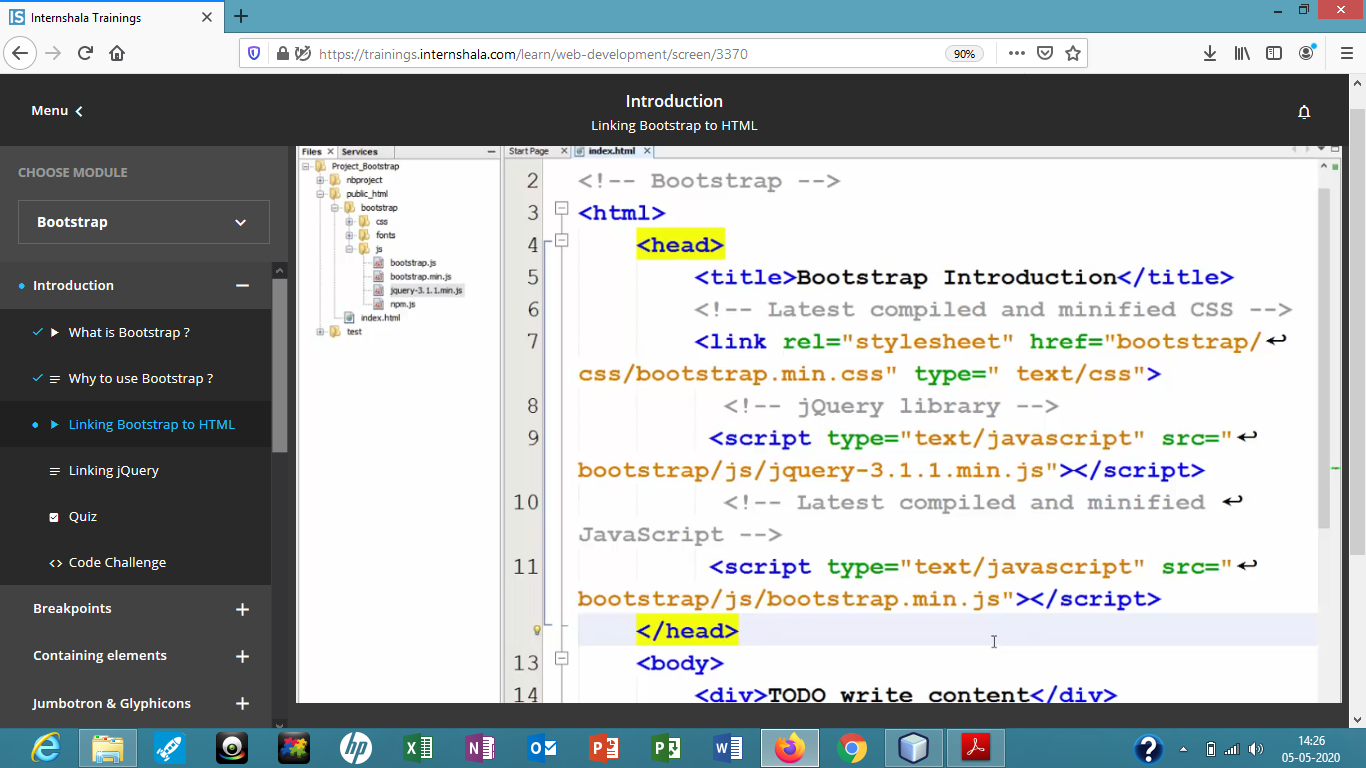 Internshala Trainings
https://trainings.internshala.com/learn/web-development/screen/3370
90%
Menu
Introduction
Linking Bootstrap to HTML
CHOOSE MODULE
Bootstrap
Introduction
What is Bootstrap ?
Why to use Bootstrap ?
Linking Bootstrap to HTML
Linking jQuery
Quiz
Code Challenge
Breakpoints
Containing elements
Jumbotron & Glyphicons
Files
Services
Project_Bootstrap
nbproject
public_html
bootstrap
css
fonts
js
bootstrap.js
bootstrap.min.js
jquery-3.1.1.min.js
npm.js
index.html
test
Start Page
index.html
2 <!-- Bootstrap -->
3 <html>
4 <head>
5 <title>Bootstrap Introduction</title>
6 <!-- Latest compiled and minified CSS -->
7 <link rel="stylesheet" href="bootstrap/
css/bootstrap.min.css" type=" text/css">
8 <!-- jQuery library -->
9 <script type="text/javascript" src="
bootstrap/js/jquery-3.1.1.min.js"></script>
10 <!-- Latest compiled and minified
JavaScript -->
11 <script type="text/javascript" src="
bootstrap/js/bootstrap.min.js"></script>
</head>
13 <body>
14 <div>TODO write content</div>
14:26
05-05-2020